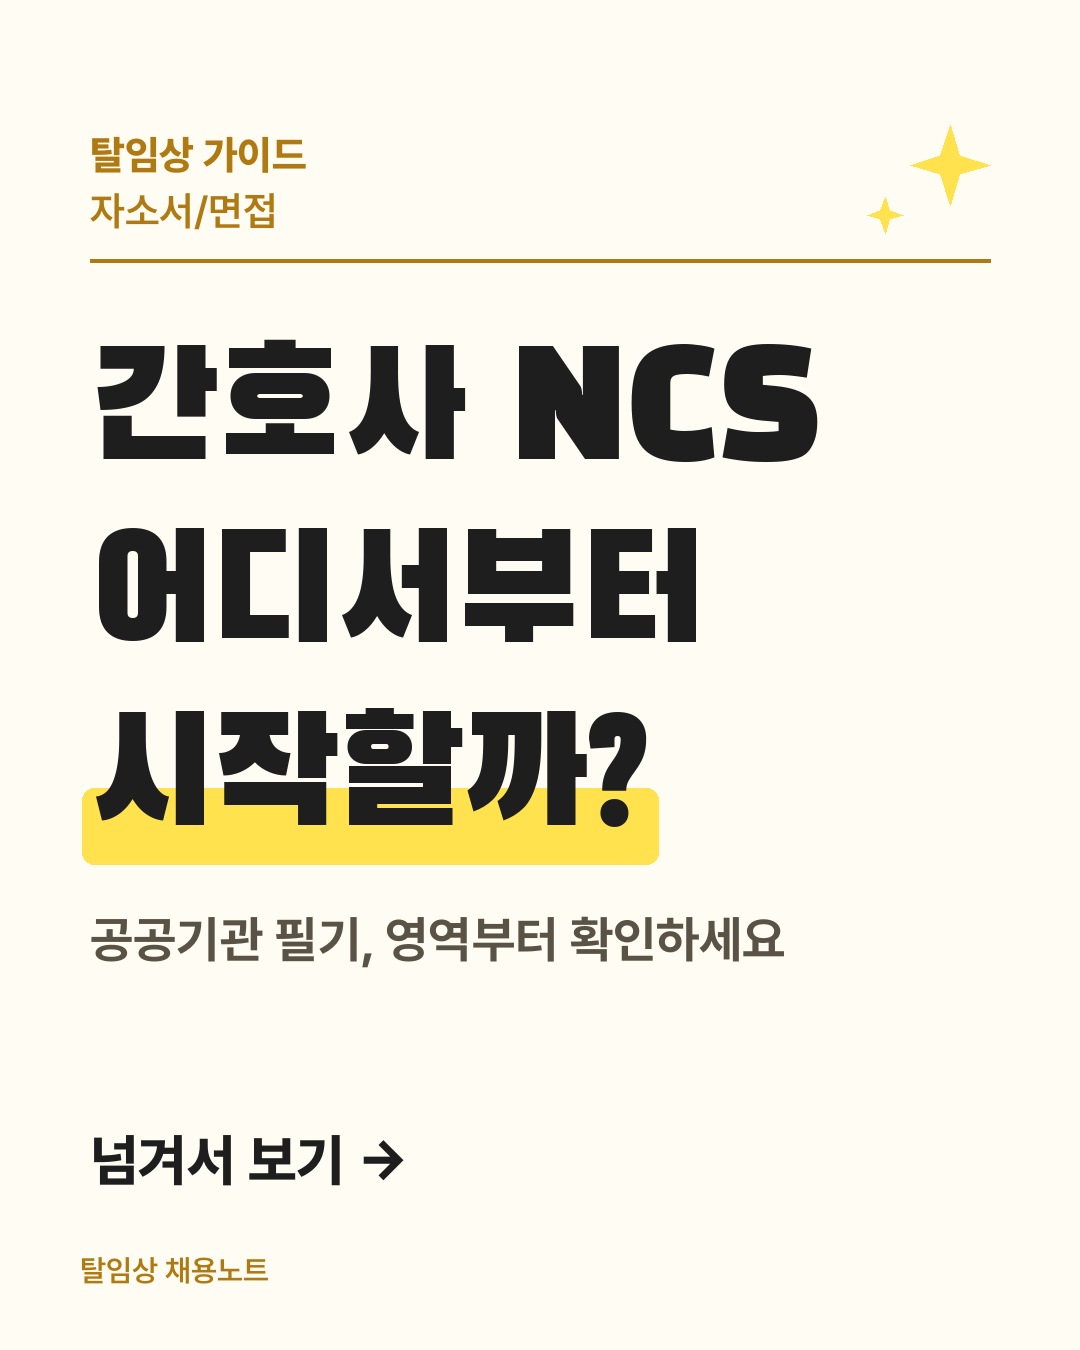 탈임상 가이드
자소서/면접
간호사 NCS
어디서부터
시작할까?
공공기관 필기, 영역부터 확인하세요
넘겨서 보기 →
탈임상 채용노트